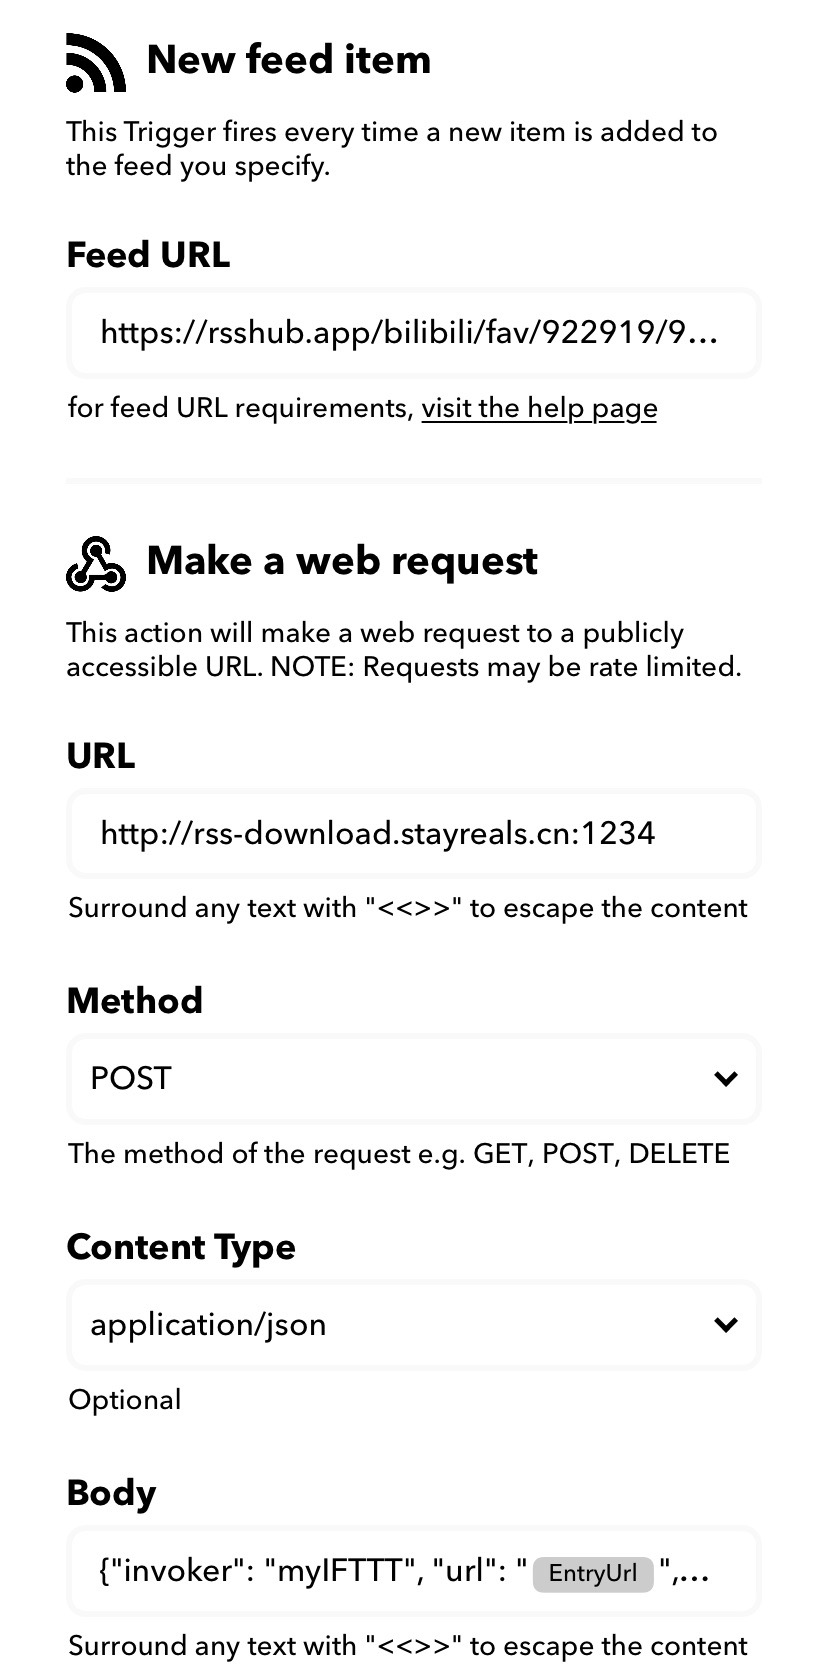 New feed item
This Trigger fires every time a new item is added to
the feed you specify.
Feed URL
https://rsshub.app/bilibili/fav/922919/9...
for feed URL requirements, visit the help page
Make a web request
This action will make a web request to a publicly
accessible URL. NOTE: Requests may be rate limited.
URL
http://rss-download.stayreals.cn:1234
Surround any text with "<<>>" to escape the content
Method
POST
The method of the request e.g. GET, POST, DELETE
Content Type
application/json
Optional
Body
{"invoker": "myIFTTT", "url": " EntryUrl ",...
Surround any text with "<<>>" to escape the content